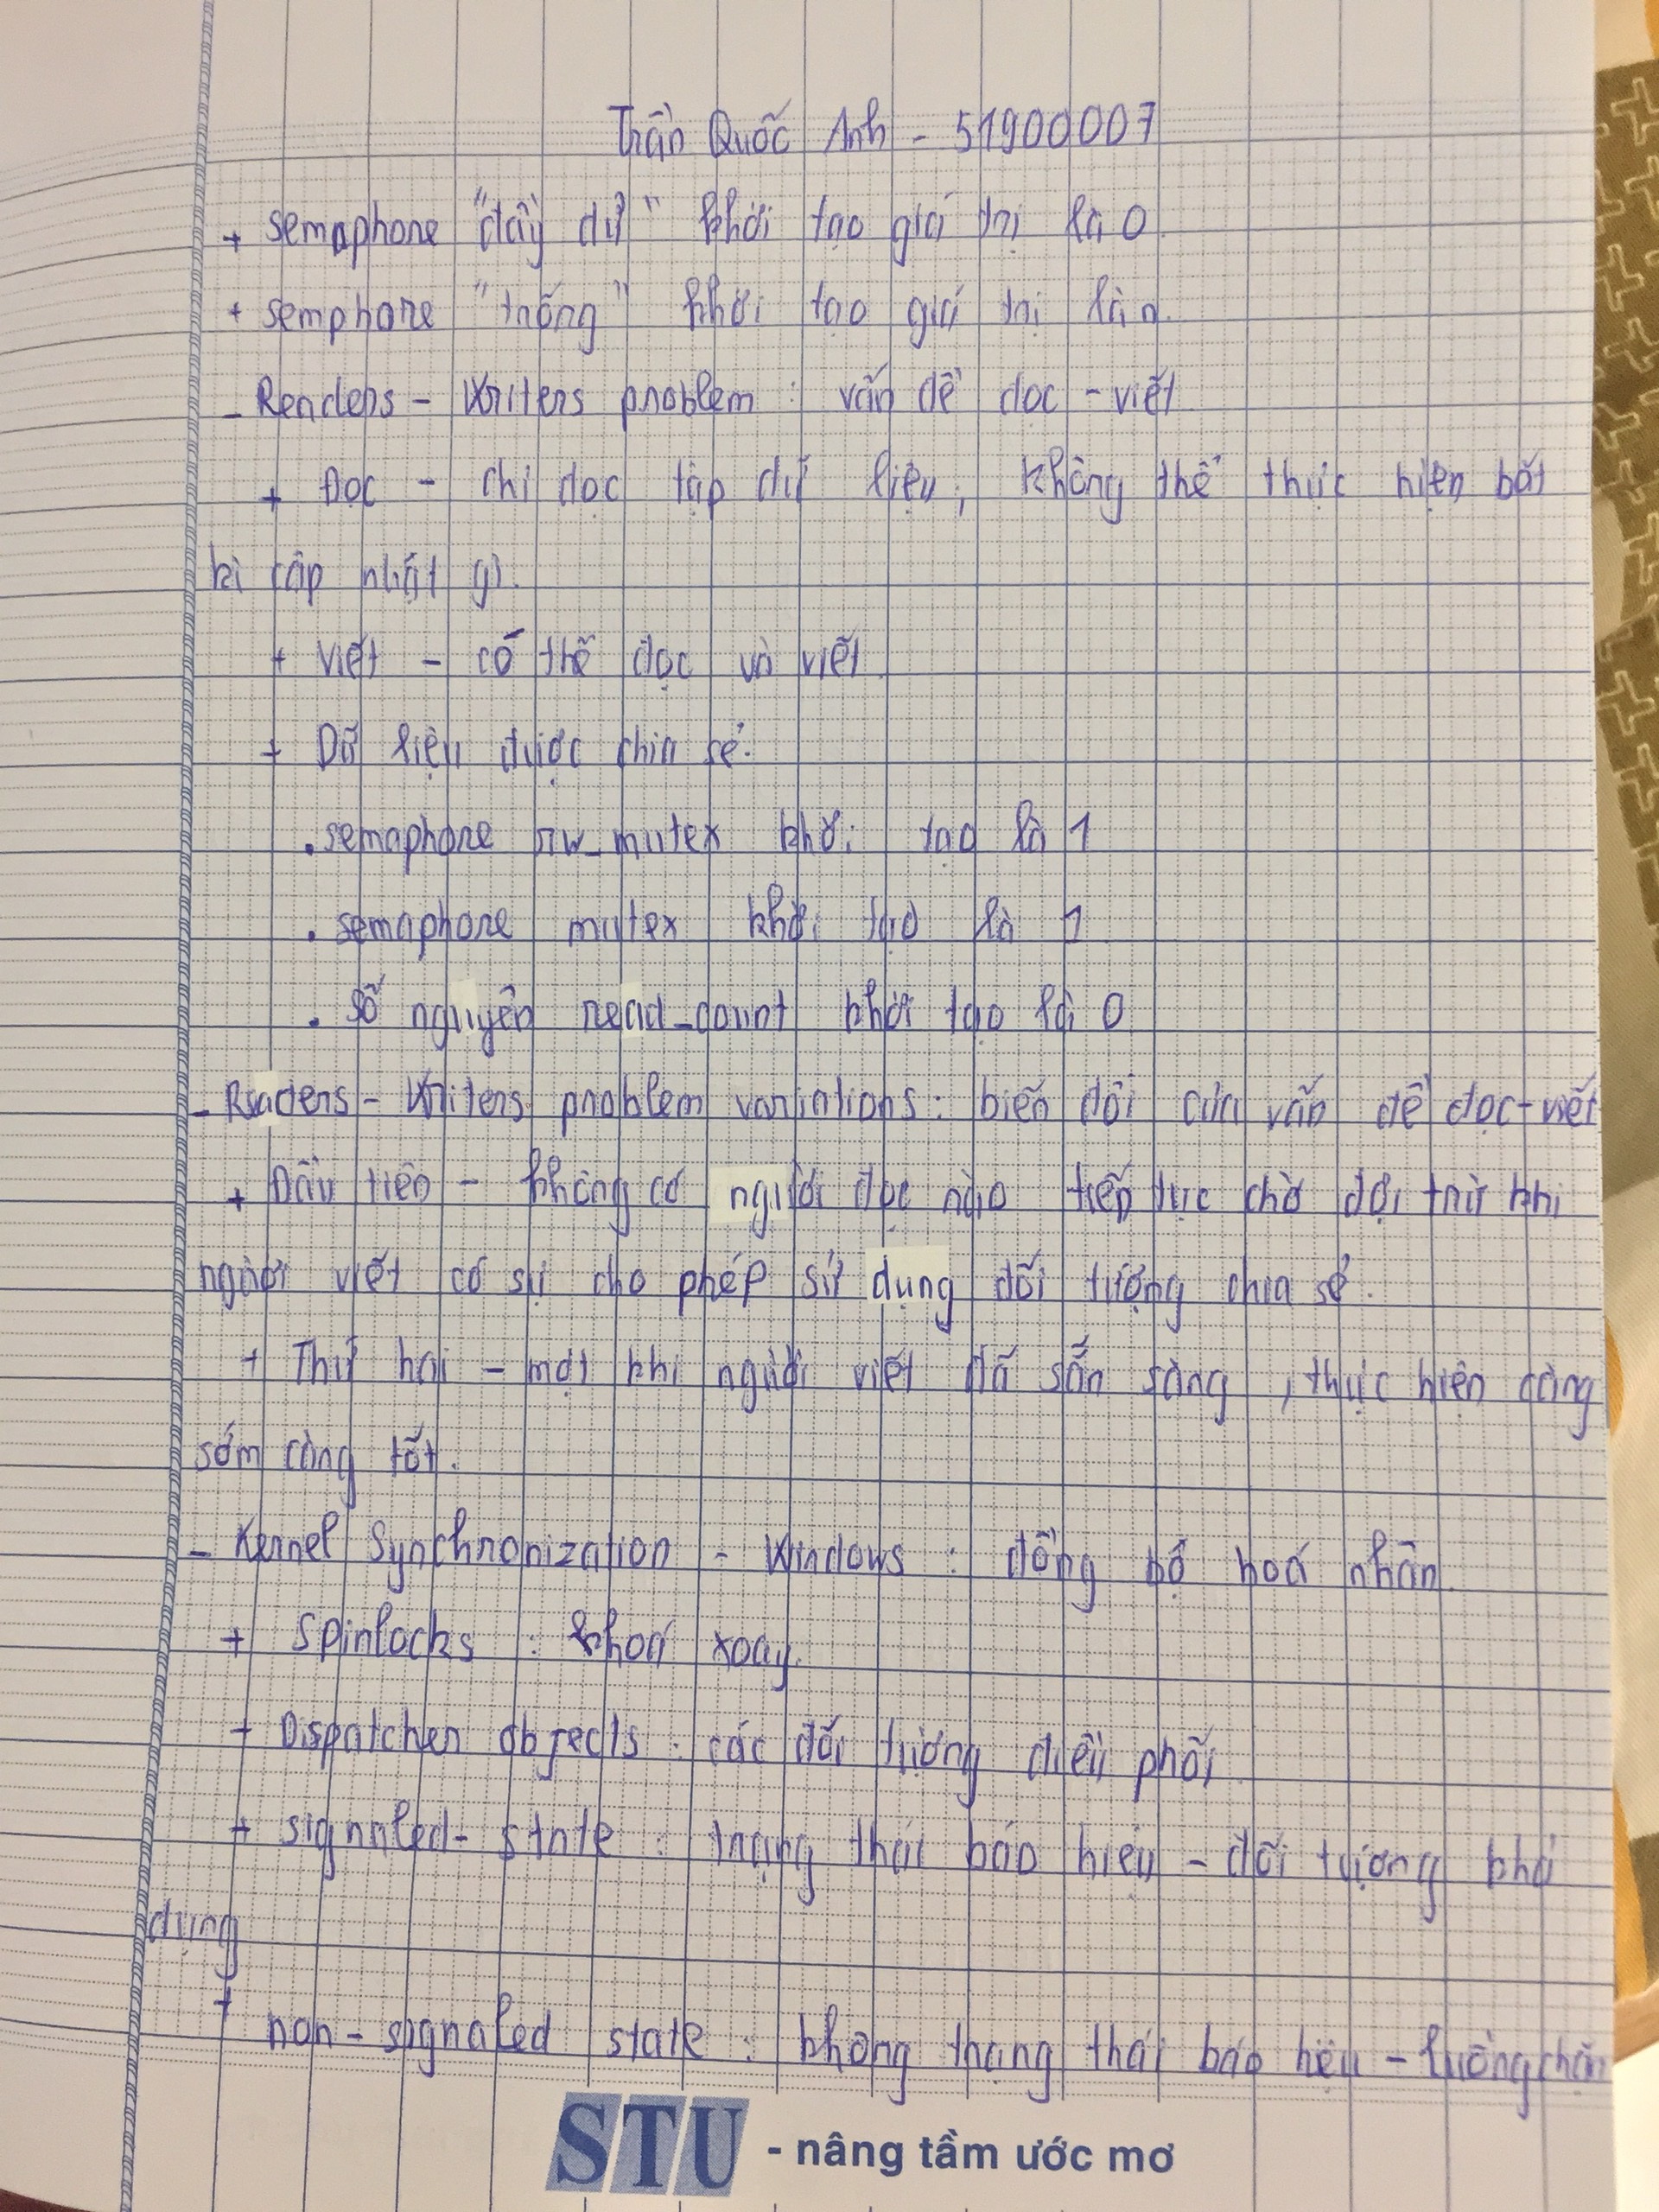 Trần Quốc Anh - 51900007
+ semaphore "đầy đủ" khởi tạo giá trị là 0.
+ semphore "trống" khởi tạo giá trị là n.
- Readers - Writers problem : vấn đề đọc - viết
+ Đọc - chỉ đọc tập dữ liệu, không thể thực hiện bất
kì cập nhật gì.
+ Viết - có thể đọc và viết.
+ Dữ liệu được chia sẻ.
. semaphore rw_mutex khởi tạo là 1
. semaphore mutex khởi tạo là 1
. số nguyên read_count khởi tạo là 0
- Readers - Writers problem variations : biến đổi của vấn đề đọc-viết
+ Đầu tiên - không có người đọc nào tiếp tục chờ đợi trừ khi
người viết có sự cho phép sử dụng đối tượng chia sẻ.
+ Thứ hai - một khi người viết đã sẵn sàng, thực hiện càng
sớm càng tốt.
- Kernel Synchronization - Windows : đồng bộ hoá nhân
+ Spinlocks : khoá xoay.
+ Dispatcher objects : các đối tượng điều phối
+ signaled- state : trạng thái báo hiệu - đối tượng khả
dụng
+ non - signaled state : không trạng thái báo hiệu - luồng chặn
STU - nâng tầm ước mơ